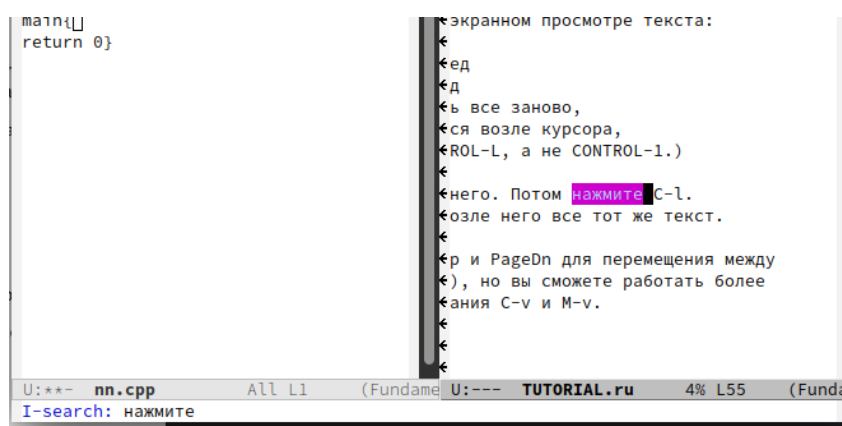 main{
return 0}
U:**-  nn.cpp  All L1  (Fundame
экранном просмотре текста:
ед
д
ь все заново,
ся возле курсора,
ROL-L, а не CONTROL-1.)
него. Потом нажмите C-l.
озле него все тот же текст.
р и PageDn для перемещения между
), но вы сможете работать более
ания C-v и M-v.
U:---  TUTORIAL.ru  4% L55  (Funda
I-search: нажмите